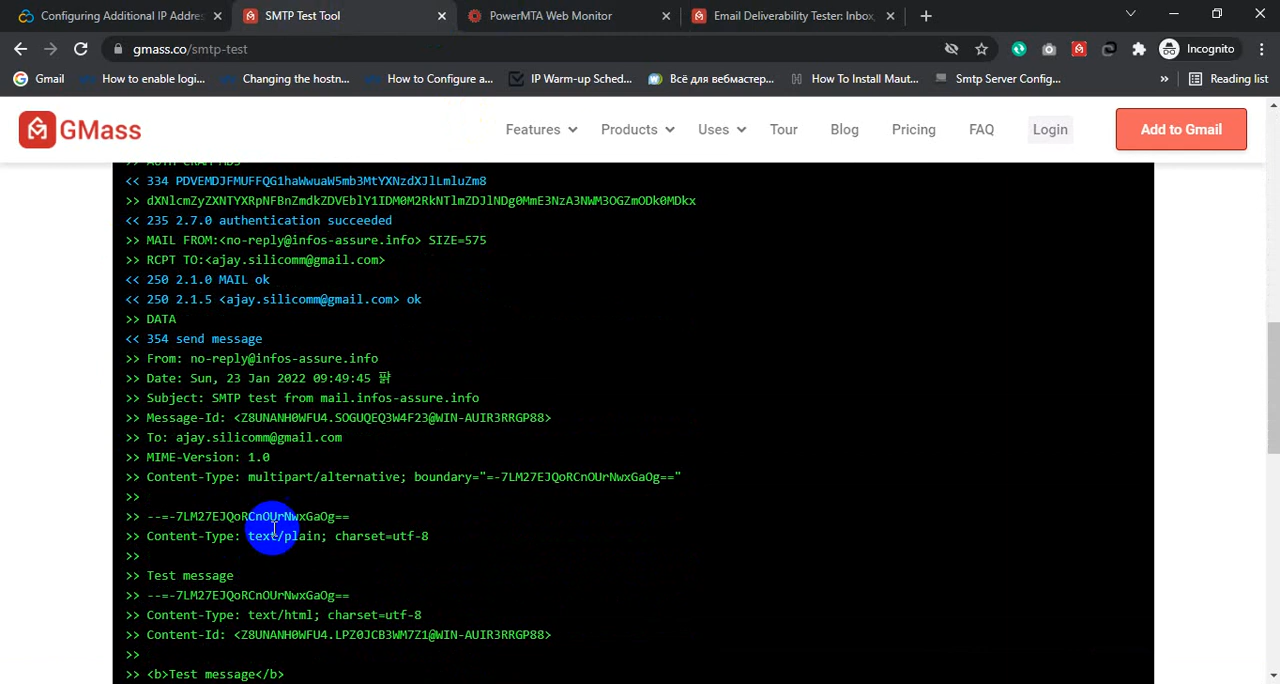 Configuring Additional IP Addre
SMTP Test Tool
PowerMTA Web Monitor
Email Deliverability Tester: Inbox,
gmass.co/smtp-test
Incognito
Gmail
How to enable logi...
Changing the hostn...
How to Configure a...
IP Warm-up Sched...
Всё для вебмастер...
How To Install Maut...
Smtp Server Config...
»
Reading list
GMass
Features
Products
Uses
Tour
Blog
Pricing
FAQ
Login
Add to Gmail
>> AUTH CRAM-MD5
<< 334 PDVEMDJFMUFFQG1haWwuaW5mb3MtYXNzdXJlLmluZm8
>> dXNlcmZyZXNTYXRpNFBnZmdkZDVEblY1IDM0M2RkNTlmZDJlNDg0MmE3NzA3NWM3OGZmODk0MDkx
<< 235 2.7.0 authentication succeeded
>> MAIL FROM:<no-reply@infos-assure.info> SIZE=575
>> RCPT TO:<ajay.silicomm@gmail.com>
<< 250 2.1.0 MAIL ok
<< 250 2.1.5 <ajay.silicomm@gmail.com> ok
>> DATA
<< 354 send message
>> From: no-reply@infos-assure.info
>> Date: Sun, 23 Jan 2022 09:49:45
>> Subject: SMTP test from mail.infos-assure.info
>> Message-Id: <Z8UNANH0WFU4.SOGUQEQ3W4F23@WIN-AUIR3RRGP88>
>> To: ajay.silicomm@gmail.com
>> MIME-Version: 1.0
>> Content-Type: multipart/alternative; boundary="=-7LM27EJQoRCnOUrNwxGaOg=="
>>
>> --=-7LM27EJQoRCnOUrNwxGaOg==
>> Content-Type: text/plain; charset=utf-8
>>
>> Test message
>> --=-7LM27EJQoRCnOUrNwxGaOg==
>> Content-Type: text/html; charset=utf-8
>> Content-Id: <Z8UNANH0WFU4.LPZ0JCB3WM7Z1@WIN-AUIR3RRGP88>
>>
>> <b>Test message</b>